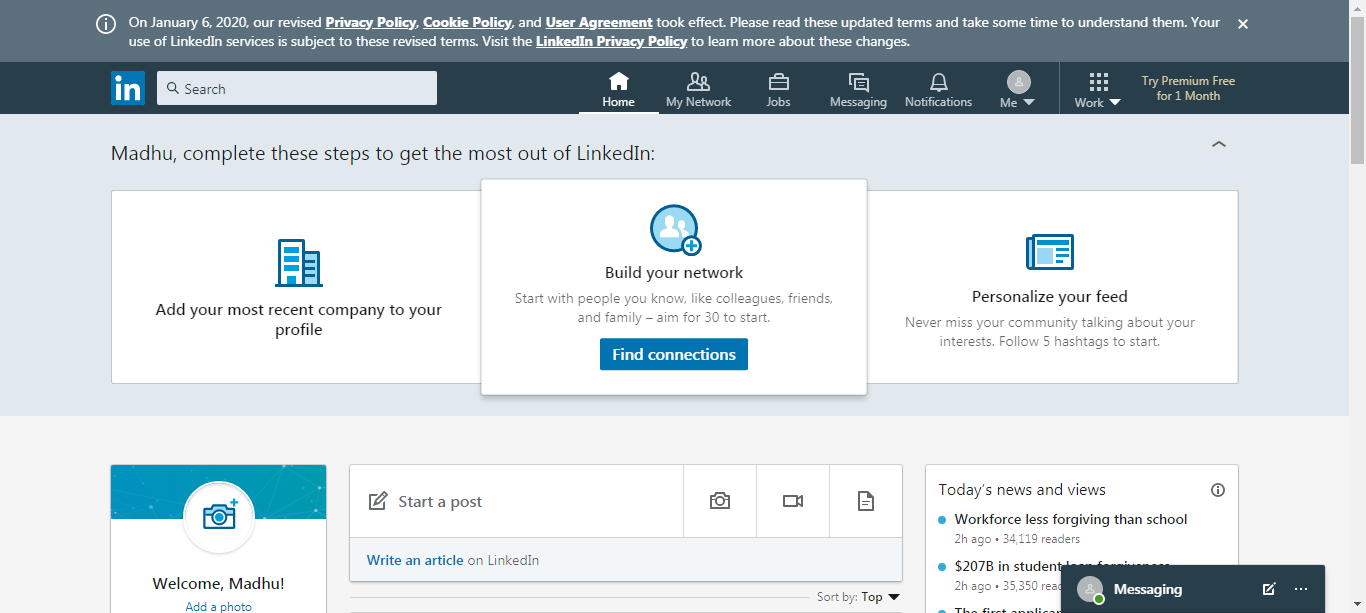 On January 6, 2020, our revised Privacy Policy, Cookie Policy, and User Agreement took effect. Please read these updated terms and take some time to understand them. Your
use of LinkedIn services is subject to these revised terms. Visit the LinkedIn Privacy Policy to learn more about these changes.
in
Search
Home
My Network
Jobs
Messaging
Notifications
Me
Work
Try Premium Free
for 1 Month
Madhu, complete these steps to get the most out of LinkedIn:
Add your most recent company to your
profile
Build your network
Start with people you know, like colleagues, friends,
and family – aim for 30 to start.
Find connections
Personalize your feed
Never miss your community talking about your
interests. Follow 5 hashtags to start.
Welcome, Madhu!
Add a photo
Start a post
Write an article on LinkedIn
Sort by: Top
Today's news and views
Workforce less forgiving than school
2h ago • 34,119 readers
$207B in student loan forgiveness
2h ago • 35,350
The first
Messaging